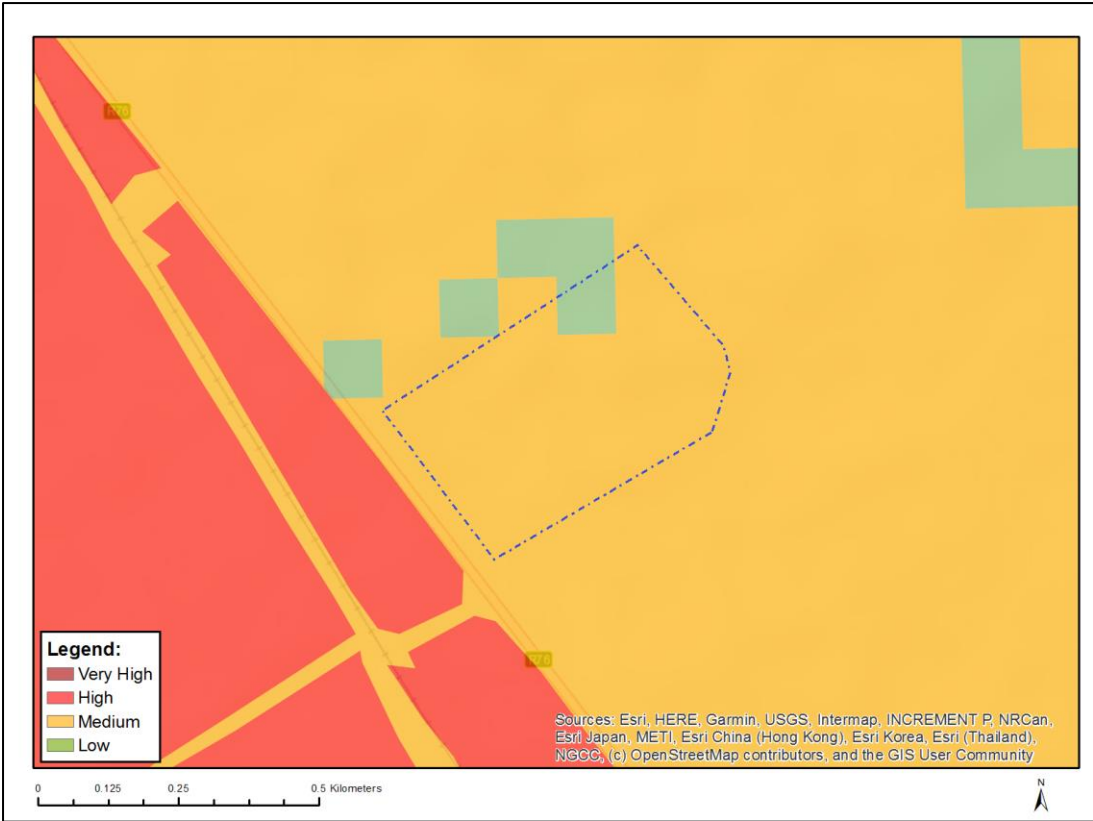 R76
R76
Legend:
Very High
High
Medium
Low
Sources: Esri, HERE, Garmin, USGS, Intermap, INCREMENT P, NRCan,
Esri Japan, METI, Esri China (Hong Kong), Esri Korea, Esri (Thailand),
NGCC, (c) OpenStreetMap contributors, and the GIS User Community
0 0.125 0.25 0.5 Kilometers
N